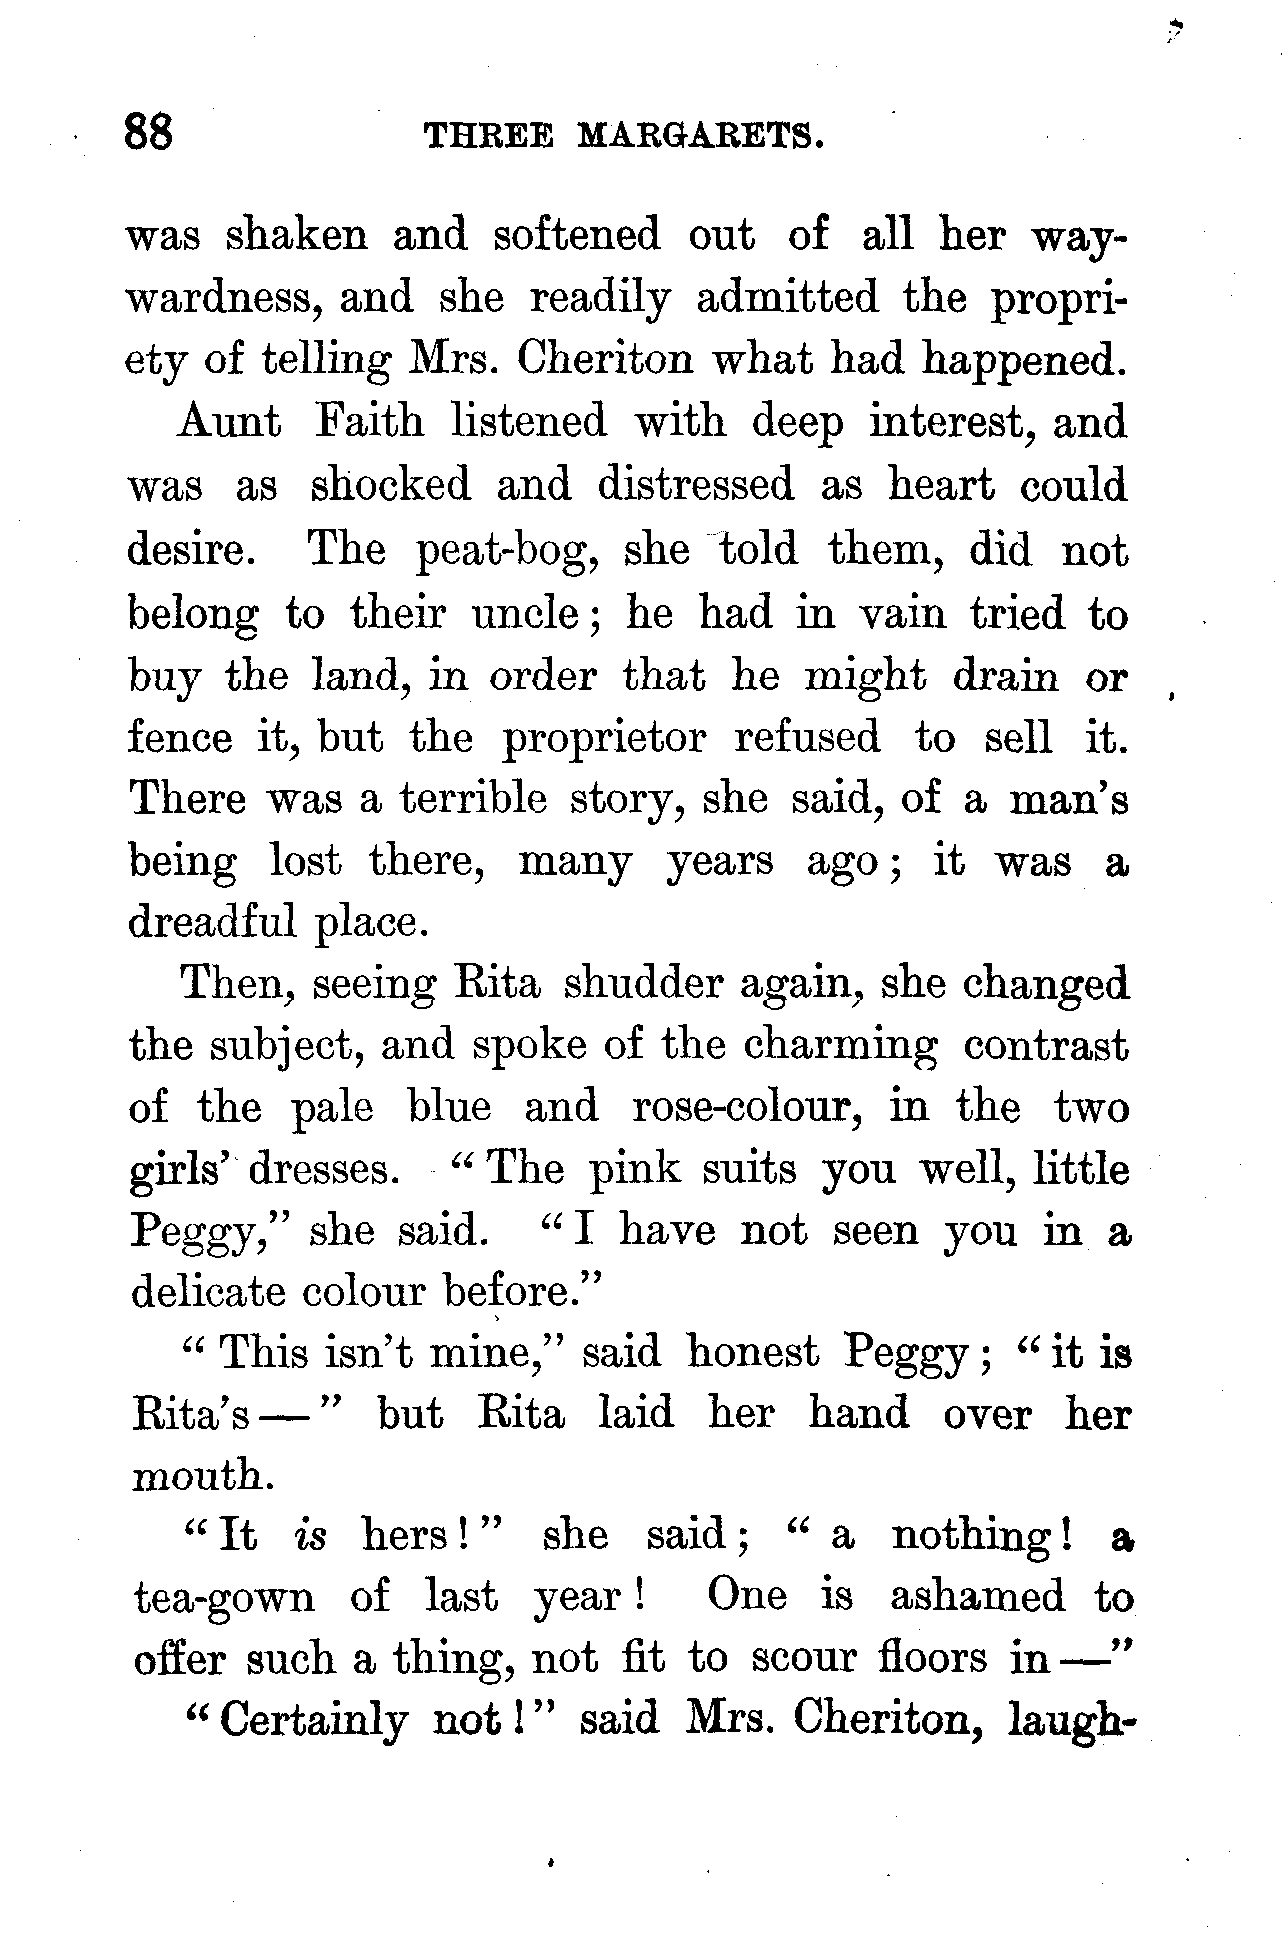 88 THREE MARGARETS.
was shaken and softened out of all her way-
wardness, and she readily admitted the propri-
ety of telling Mrs. Cheriton what had happened.
Aunt Faith listened with deep interest, and
was as shocked and distressed as heart could
desire. The peat-bog, she told them, did not
belong to their uncle; he had in vain tried to
buy the land, in order that he might drain or
fence it, but the proprietor refused to sell it.
There was a terrible story, she said, of a man's
being lost there, many years ago; it was a
dreadful place.
Then, seeing Rita shudder again, she changed
the subject, and spoke of the charming contrast
of the pale blue and rose-colour, in the two
girls' dresses. "The pink suits you well, little
Peggy," she said. "I have not seen you in a
delicate colour before."
"This isn't mine," said honest Peggy; "it is
Rita's—" but Rita laid her hand over her
mouth.
"It is hers!" she said; "a nothing! a
tea-gown of last year! One is ashamed to
offer such a thing, not fit to scour floors in—"
"Certainly not!" said Mrs. Cheriton, laugh-